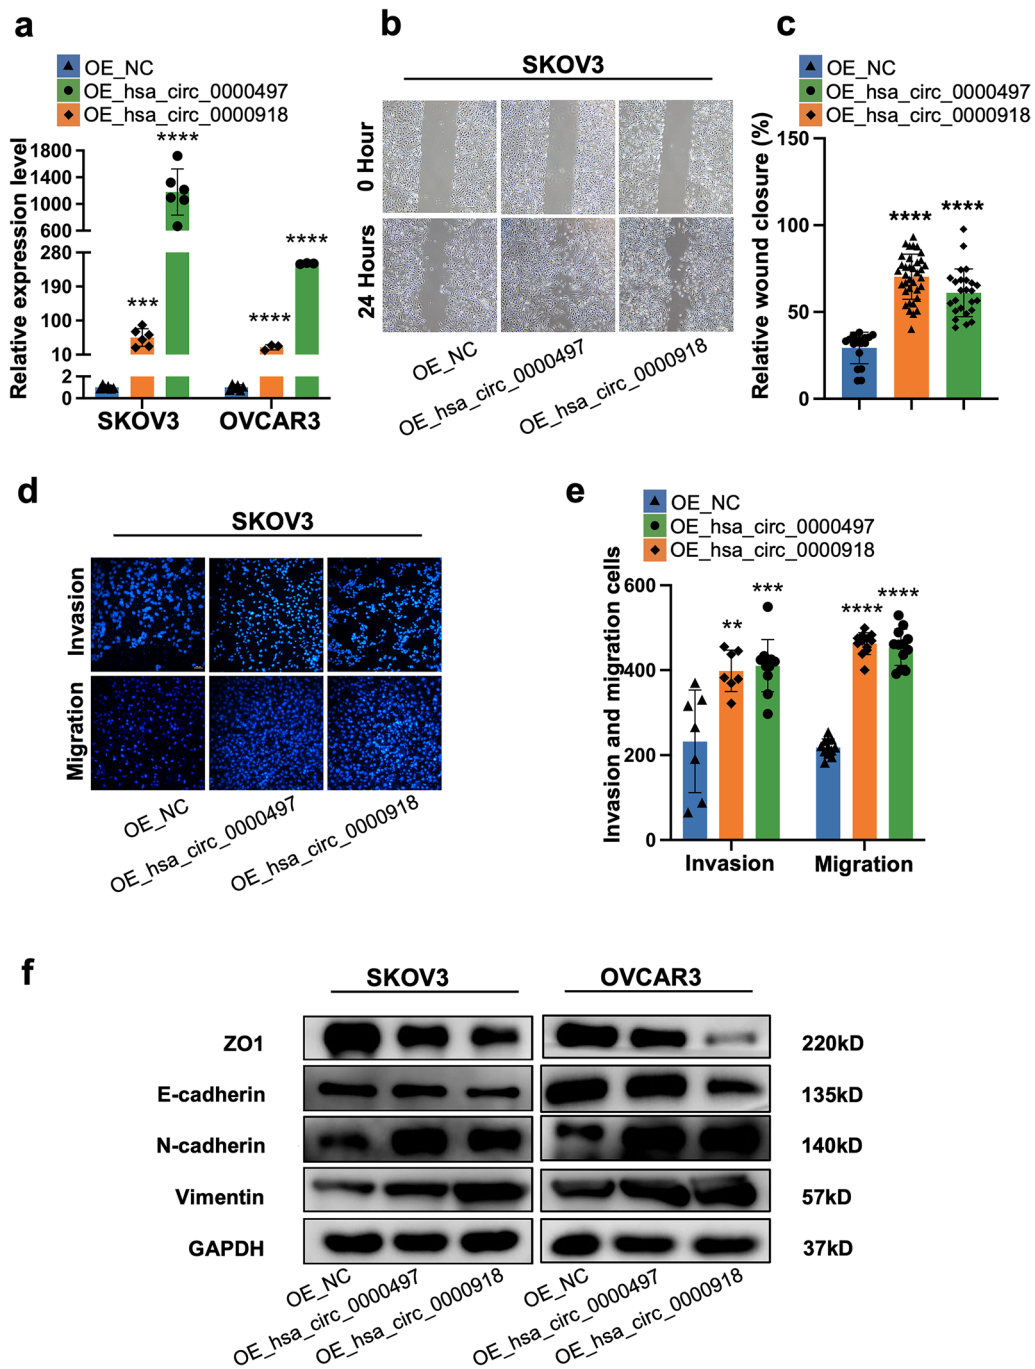 a
OE_NC
OE_hsa_circ_0000497
OE_hsa_circ_0000918
Relative expression level
1800
1400
1000
600
280
190
100
10
2
0
***
****
****
****
SKOV3
OVCAR3
b
SKOV3
0 Hour
24 Hours
OE_NC
OE_hsa_circ_0000497
OE_hsa_circ_0000918
c
OE_NC
OE_hsa_circ_0000497
OE_hsa_circ_0000918
Relative wound closure (%)
150
100
50
0
****
****
d
SKOV3
Invasion
Migration
OE_NC
OE_hsa_circ_0000497
OE_hsa_circ_0000918
e
OE_NC
OE_hsa_circ_0000497
OE_hsa_circ_0000918
Invasion and migration cells
600
400
200
0
**
***
****
****
Invasion
Migration
f
SKOV3
OVCAR3
ZO1
220kD
E-cadherin
135kD
N-cadherin
140kD
Vimentin
57kD
GAPDH
37kD
OE_NC
OE_hsa_circ_0000497
OE_hsa_circ_0000918
OE_NC
OE_hsa_circ_0000497
OE_hsa_circ_0000918